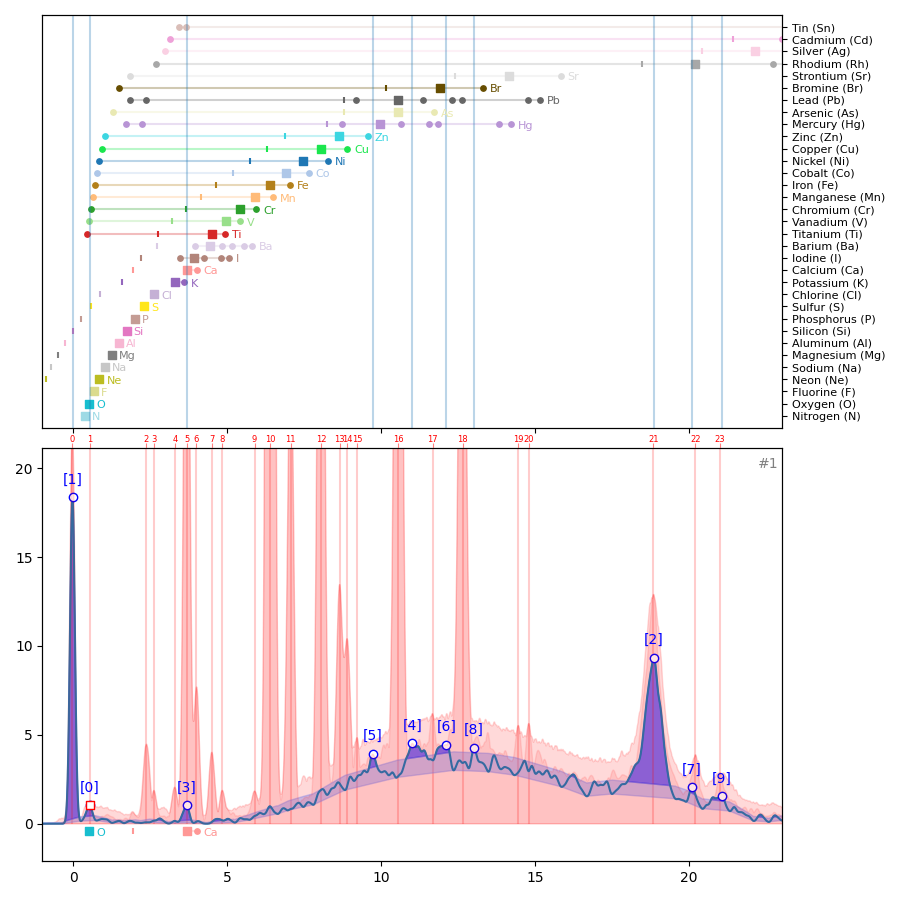 Tin (Sn)
Cadmium (Cd)
Silver (Ag)
Rhodium (Rh)
Sr Strontium (Sr)
Br Bromine (Br)
Pb Lead (Pb)
As Arsenic (As)
Hg Mercury (Hg)
Zn Zinc (Zn)
Cu Copper (Cu)
Ni Nickel (Ni)
Co Cobalt (Co)
Fe Iron (Fe)
Mn Manganese (Mn)
Cr Chromium (Cr)
V Vanadium (V)
Ti Titanium (Ti)
Ba Barium (Ba)
I Iodine (I)
Ca Calcium (Ca)
K Potassium (K)
Cl Chlorine (Cl)
S Sulfur (S)
P Phosphorus (P)
Si Silicon (Si)
Al Aluminum (Al)
Mg Magnesium (Mg)
Na Sodium (Na)
Ne Neon (Ne)
F Fluorine (F)
O Oxygen (O)
N Nitrogen (N)
0 1 2 3 4 5 6 7 8 9 10 11 12 13 14 15 16 17 18 19 20 21 22 23
#1
20
[1]
15
10
[2]
[5] [4] [6] [8]
5
[0] [3] [7] [9]
0
O Ca
0 5 10 15 20